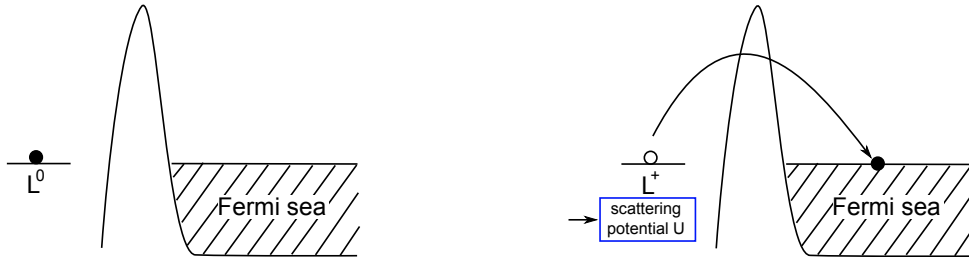 L⁰
Fermi sea
L⁺
scattering
potential U
Fermi sea